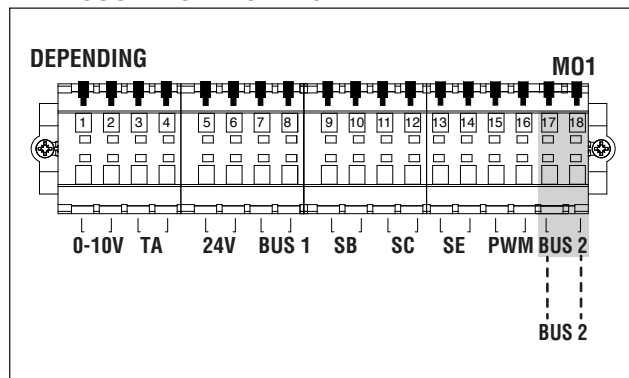 DEPENDING
MO1
1 2 3 4 5 6 7 8 9 10 11 12 13 14 15 16 17 18
0-10V TA 24V BUS 1 SB SC SE PWM BUS 2
BUS 2